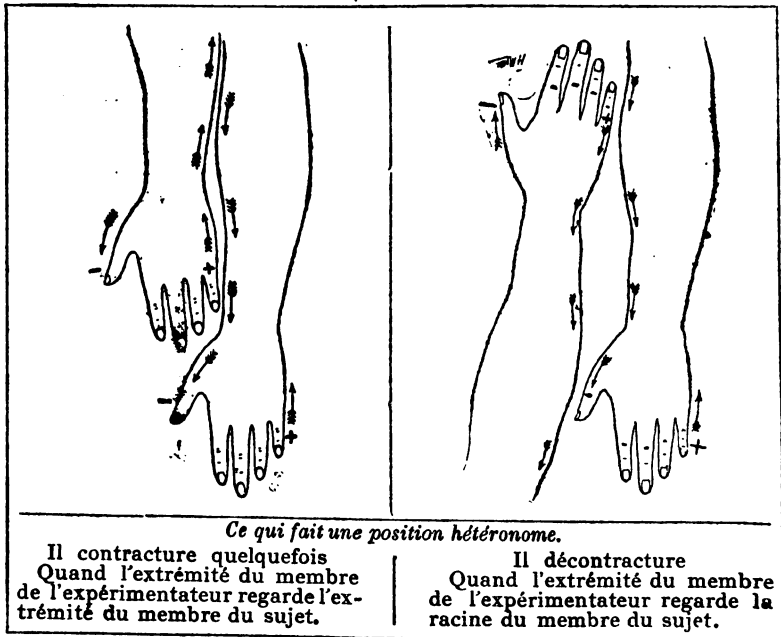 Ce qui fait une position hétéronome.
Il contracture quelquefois
Quand l'extrémité du membre
de l'expérimentateur regarde l'ex-
trémité du membre du sujet.
Il décontracture
Quand l'extrémité du membre
de l'expérimentateur regarde la
racine du membre du sujet.